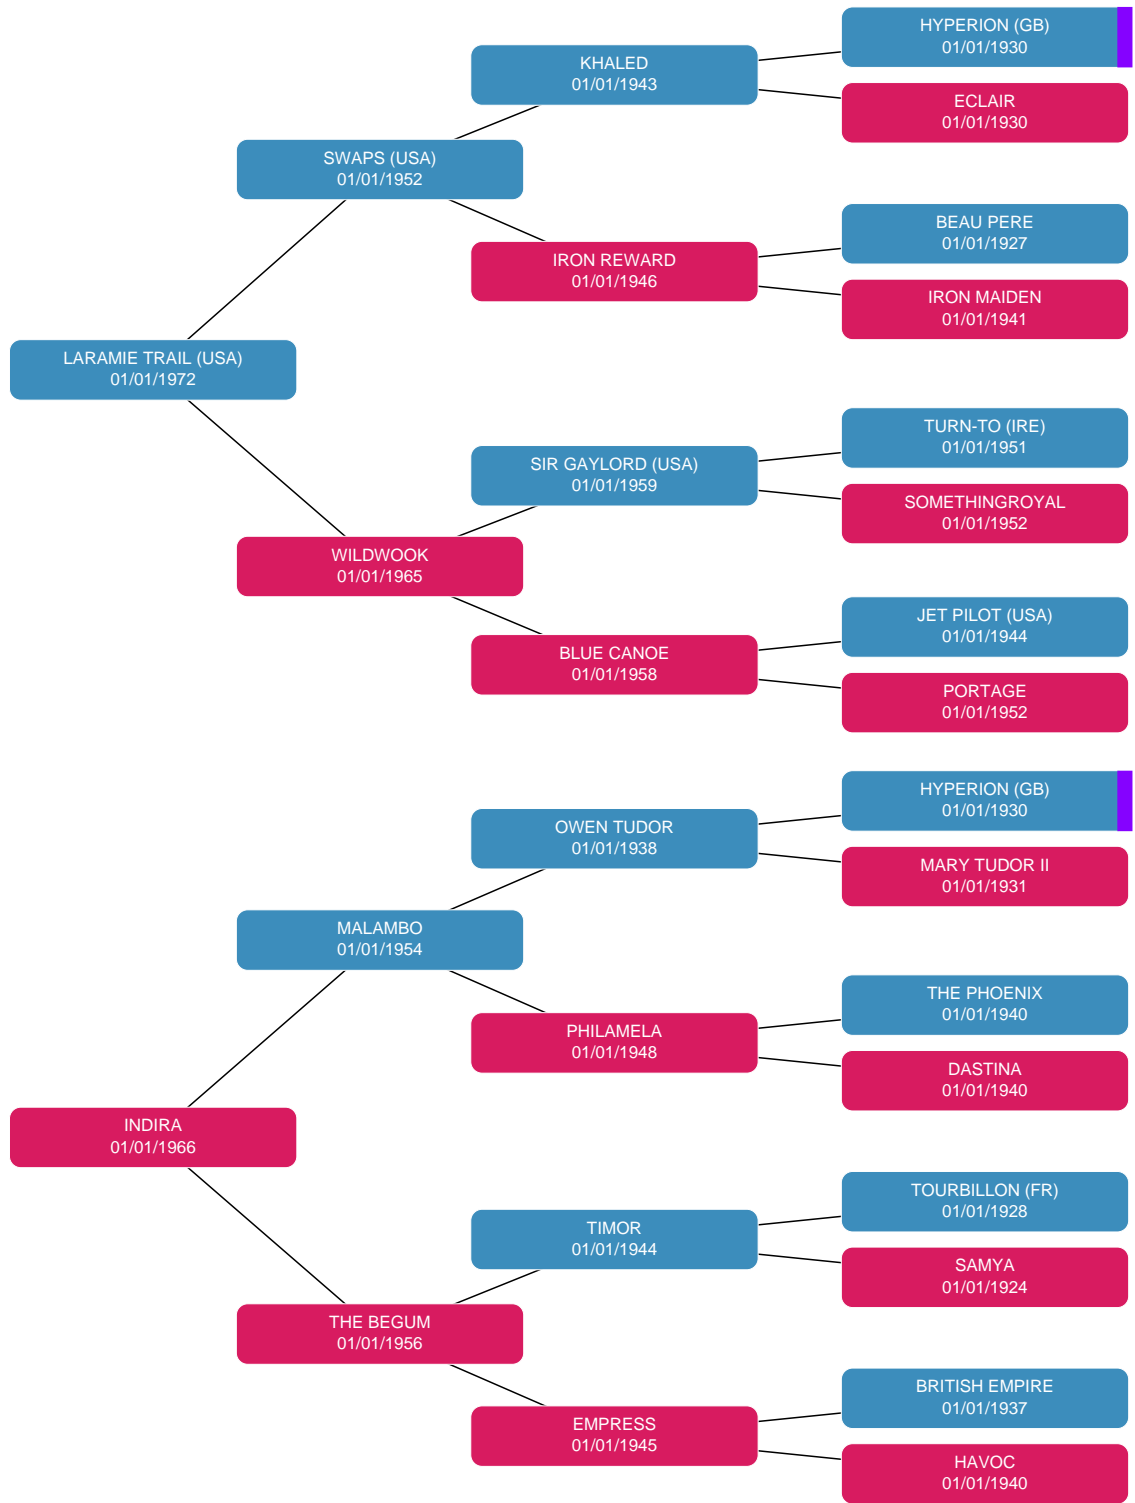 HYPERION (GB)
01/01/1930
KHALED
01/01/1943
ECLAIR
01/01/1930
SWAPS (USA)
01/01/1952
BEAU PERE
01/01/1927
IRON REWARD
01/01/1946
IRON MAIDEN
01/01/1941
LARAMIE TRAIL (USA)
01/01/1972
TURN-TO (IRE)
01/01/1951
SIR GAYLORD (USA)
01/01/1959
SOMETHINGROYAL
01/01/1952
WILDWOOK
01/01/1965
JET PILOT (USA)
01/01/1944
BLUE CANOE
01/01/1958
PORTAGE
01/01/1952
HYPERION (GB)
01/01/1930
OWEN TUDOR
01/01/1938
MARY TUDOR II
01/01/1931
MALAMBO
01/01/1954
THE PHOENIX
01/01/1940
PHILAMELA
01/01/1948
DASTINA
01/01/1940
INDIRA
01/01/1966
TOURBILLON (FR)
01/01/1928
TIMOR
01/01/1944
SAMYA
01/01/1924
THE BEGUM
01/01/1956
BRITISH EMPIRE
01/01/1937
EMPRESS
01/01/1945
HAVOC
01/01/1940